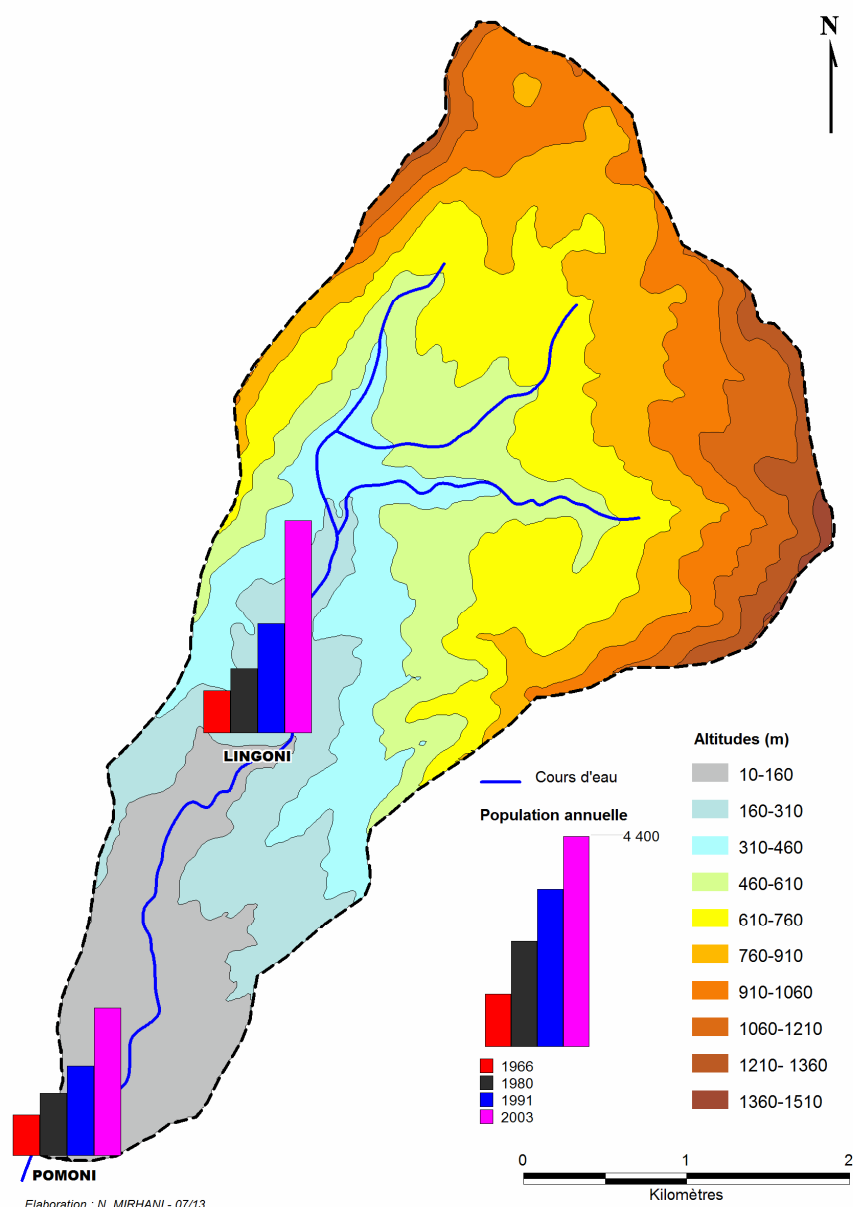 N
LINGONI
POMONI
Cours d'eau
Population annuelle
4 400
1966
1980
1991
2003
Altitudes (m)
10-160
160-310
310-460
460-610
610-760
760-910
910-1060
1060-1210
1210- 1360
1360-1510
0 1 2
Kilomètres
Elaboration : N. MIRHANI - 07/13